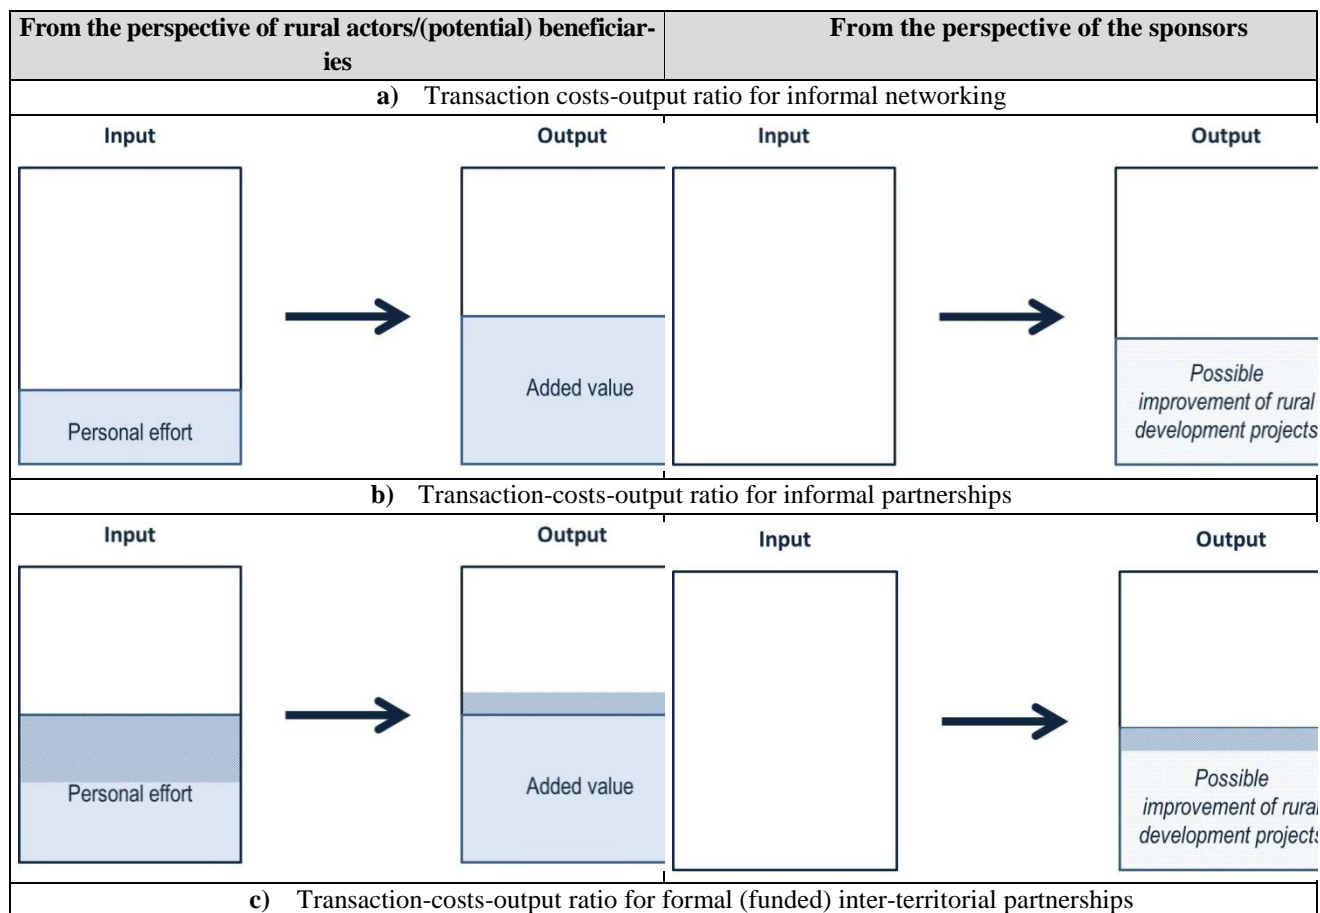 From the perspective of rural actors/(potential) beneficiar-
ies
From the perspective of the sponsors
a) Transaction costs-output ratio for informal networking
Input
Output
Input
Output
Personal effort
Added value
Possible
improvement of rural
development projects
b) Transaction-costs-output ratio for informal partnerships
Input
Output
Input
Output
Personal effort
Added value
Possible
improvement of rural
development projects
c) Transaction-costs-output ratio for formal (funded) inter-territorial partnerships